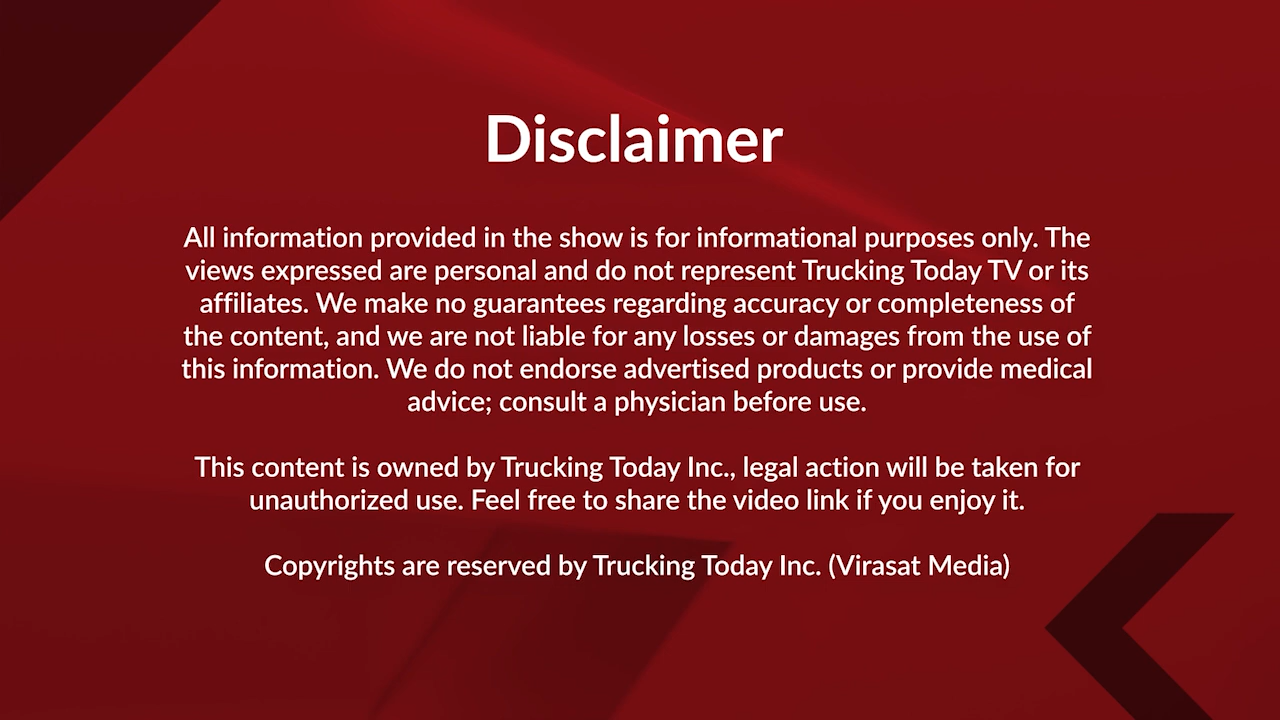 Disclaimer
All information provided in the show is for informational purposes only. The
views expressed are personal and do not represent Trucking Today TV or its
affiliates. We make no guarantees regarding accuracy or completeness of
the content, and we are not liable for any losses or damages from the use of
this information. We do not endorse advertised products or provide medical
advice; consult a physician before use.
This content is owned by Trucking Today Inc., legal action will be taken for
unauthorized use. Feel free to share the video link if you enjoy it.
Copyrights are reserved by Trucking Today Inc. (Virasat Media)